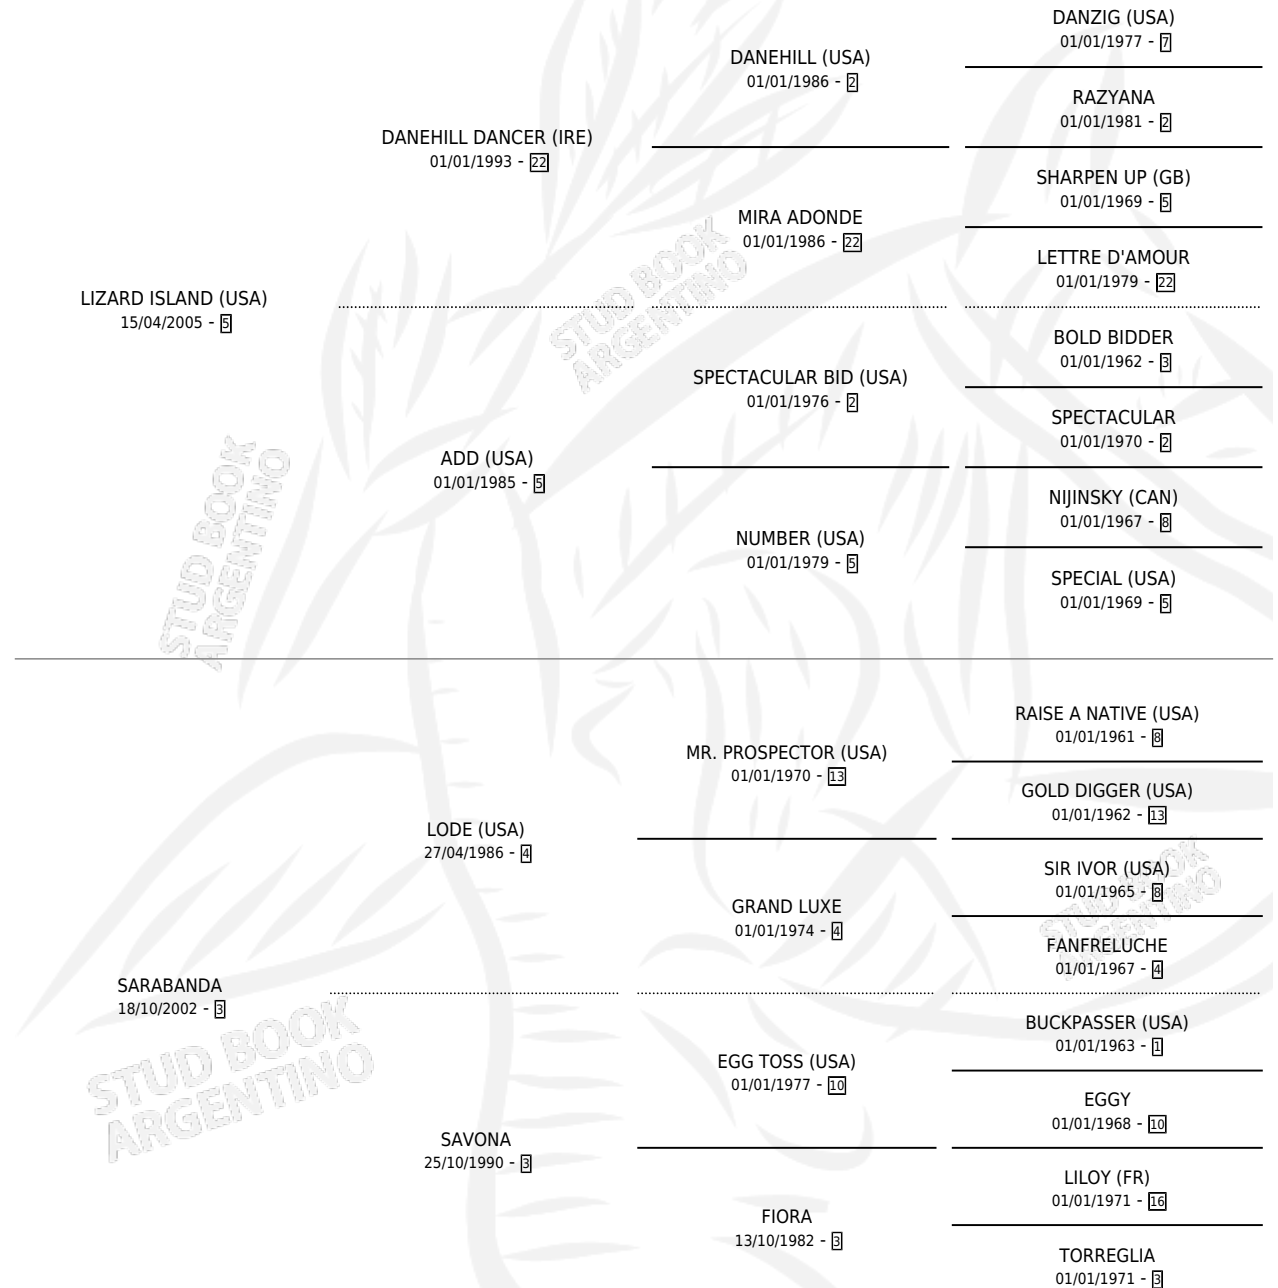 DANZIG (USA)
01/01/1977 - 7
DANEHILL (USA)
01/01/1986 - 2
RAZYANA
01/01/1981 - 2
DANEHILL DANCER (IRE)
01/01/1993 - 22
SHARPEN UP (GB)
01/01/1969 - 5
MIRA ADONDE
01/01/1986 - 22
LETTRE D'AMOUR
01/01/1979 - 22
LIZARD ISLAND (USA)
15/04/2005 - 5
BOLD BIDDER
01/01/1962 - 3
SPECTACULAR BID (USA)
01/01/1976 - 2
SPECTACULAR
01/01/1970 - 2
ADD (USA)
01/01/1985 - 5
NIJINSKY (CAN)
01/01/1967 - 8
NUMBER (USA)
01/01/1979 - 5
SPECIAL (USA)
01/01/1969 - 5
STUD BOOK
ARGENTINO
STUD BOOK
ARGENTINO
RAISE A NATIVE (USA)
01/01/1961 - 8
MR. PROSPECTOR (USA)
01/01/1970 - 13
GOLD DIGGER (USA)
01/01/1962 - 13
LODE (USA)
27/04/1986 - 4
SIR IVOR (USA)
01/01/1965 - 8
GRAND LUXE
01/01/1974 - 4
FANFRELUCHE
01/01/1967 - 4
SARABANDA
18/10/2002 - 3
BUCKPASSER (USA)
01/01/1963 - 1
EGG TOSS (USA)
01/01/1977 - 10
EGGY
01/01/1968 - 10
SAVONA
25/10/1990 - 3
LILOY (FR)
01/01/1971 - 16
FIORA
13/10/1982 - 3
TORREGLIA
01/01/1971 - 3
STUD BOOK
ARGENTINO
STUD BOOK
ARGENTINO